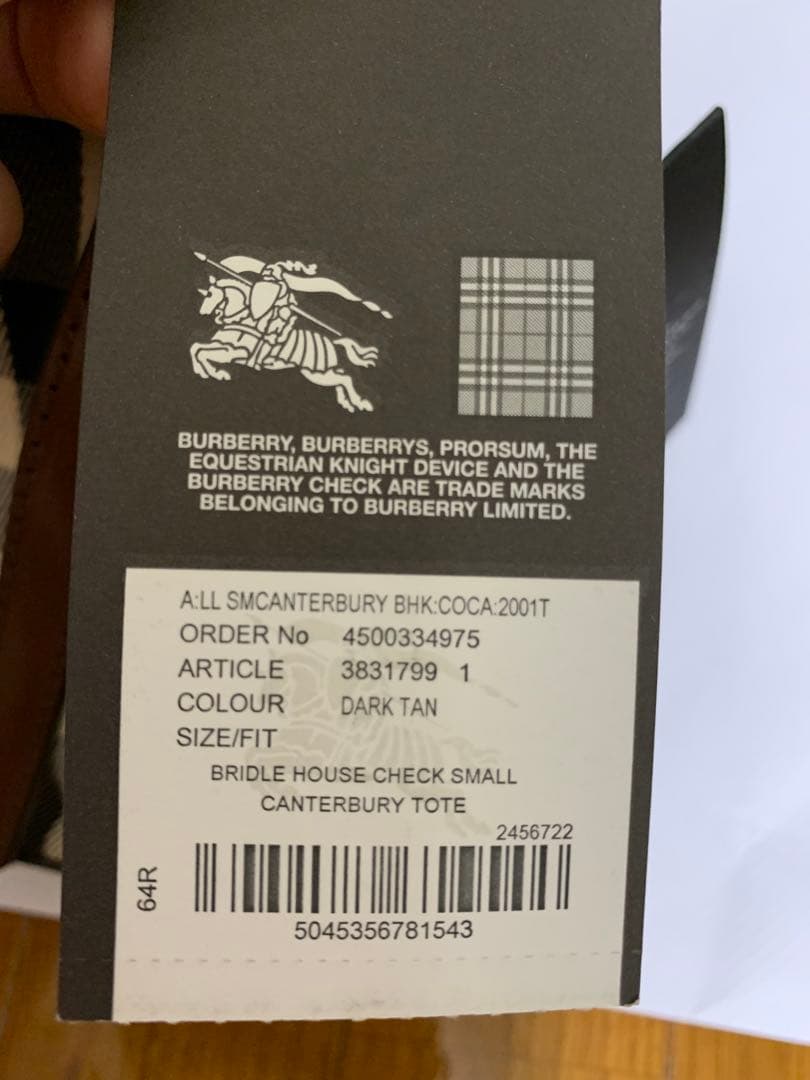 BURBERRY, BURBERRYS, PRORSUM, THE
EQUESTRIAN KNIGHT DEVICE AND THE
BURBERRY CHECK ARE TRADE MARKS
BELONGING TO BURBERRY LIMITED.
A:LL SMCANTERBURY BHK:COCA:2001T
ORDER No 4500334975
ARTICLE 3831799 1
COLOUR DARK TAN
SIZE/FIT
BRIDLE HOUSE CHECK SMALL
CANTERBURY TOTE
2456722
64R
5045356781543